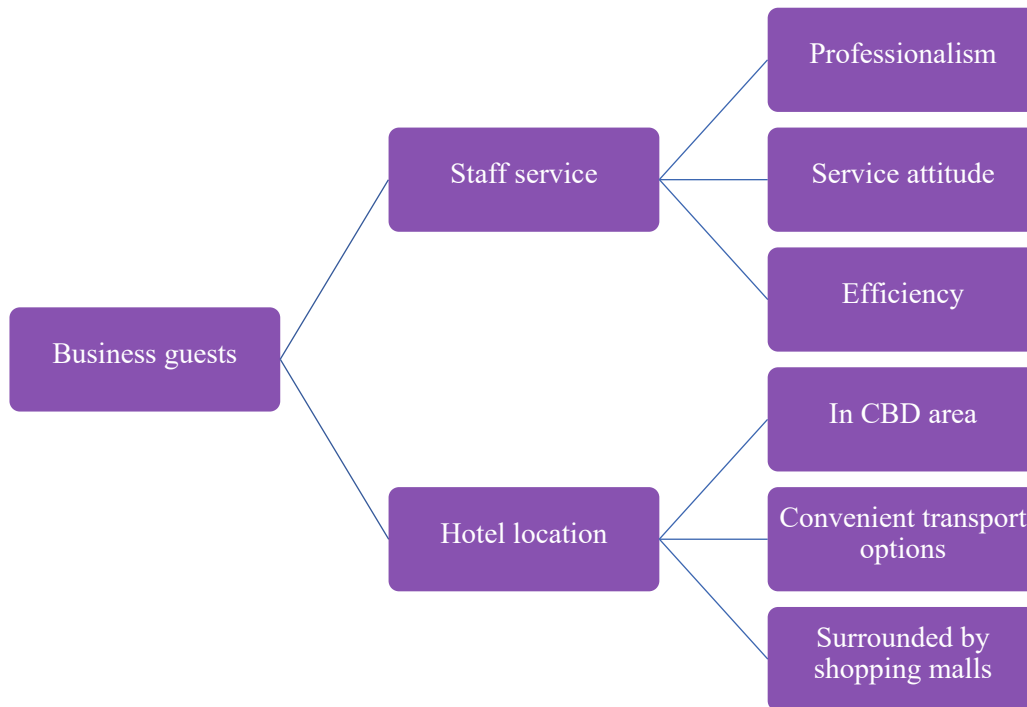 Business guests
Staff service
Professionalism
Service attitude
Efficiency
Hotel location
In CBD area
Convenient transport
options
Surrounded by
shopping malls